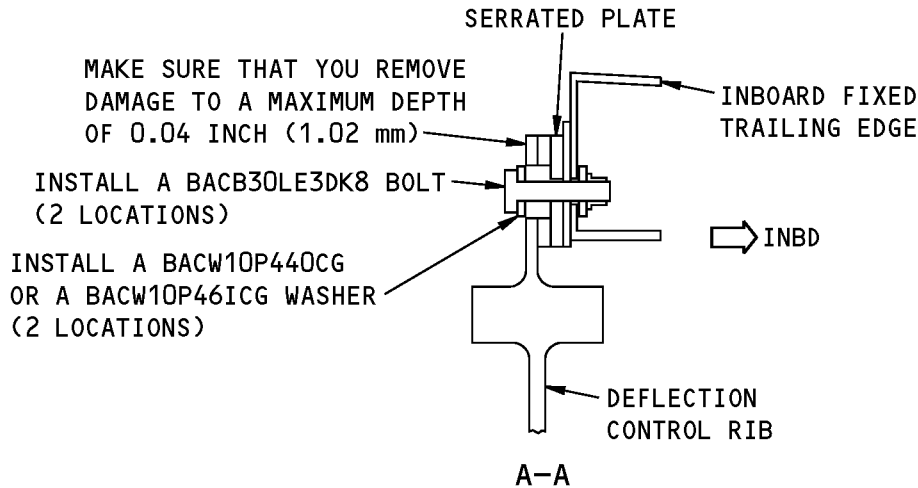 SERRATED PLATE
MAKE SURE THAT YOU REMOVE
DAMAGE TO A MAXIMUM DEPTH
OF 0.04 INCH (1.02 mm)
INBOARD FIXED
TRAILING EDGE
INSTALL A BACB30LE3DK8 BOLT
(2 LOCATIONS)
INBD
INSTALL A BACW10P440CG
OR A BACW10P46ICG WASHER
(2 LOCATIONS)
DEFLECTION
CONTROL RIB
A-A